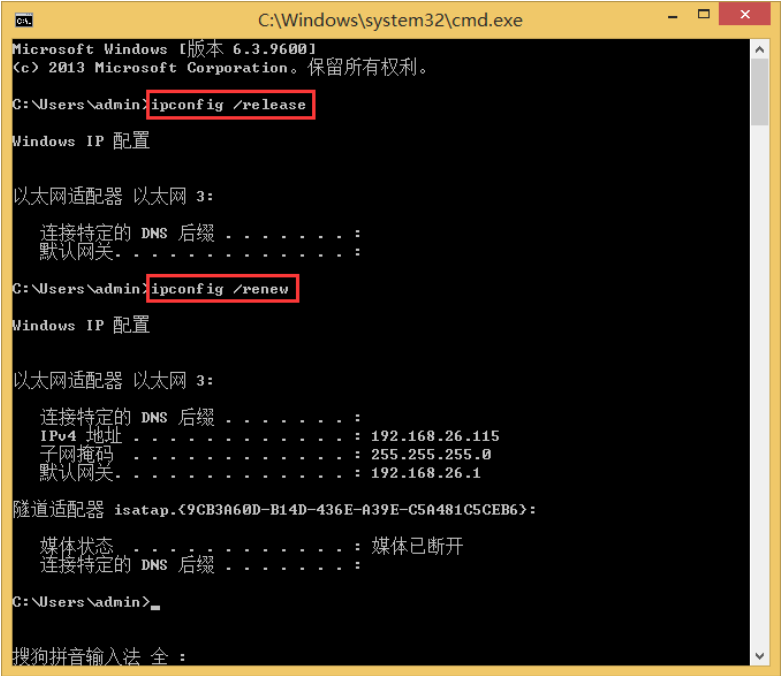 C:\Windows\system32\cmd.exe
Microsoft Windows [版本 6.3.9600]
(c) 2013 Microsoft Corporation。保留所有权利。
C:\Users\admin>ipconfig /release
Windows IP 配置
以太网适配器 以太网 3:
连接特定的 DNS 后缀 . . . . . . . :
默认网关. . . . . . . . . . . . . :
C:\Users\admin>ipconfig /renew
Windows IP 配置
以太网适配器 以太网 3:
连接特定的 DNS 后缀 . . . . . . . :
IPv4 地址 . . . . . . . . . . . . : 192.168.26.115
子网掩码 . . . . . . . . . . . . : 255.255.255.0
默认网关. . . . . . . . . . . . . : 192.168.26.1
隧道适配器 isatap.{9CB3A60D-B14D-436E-A39E-C5A481C5CEB6}:
媒体状态 . . . . . . . . . . . . : 媒体已断开
连接特定的 DNS 后缀 . . . . . . . :
C:\Users\admin>
搜狗拼音输入法 全 :